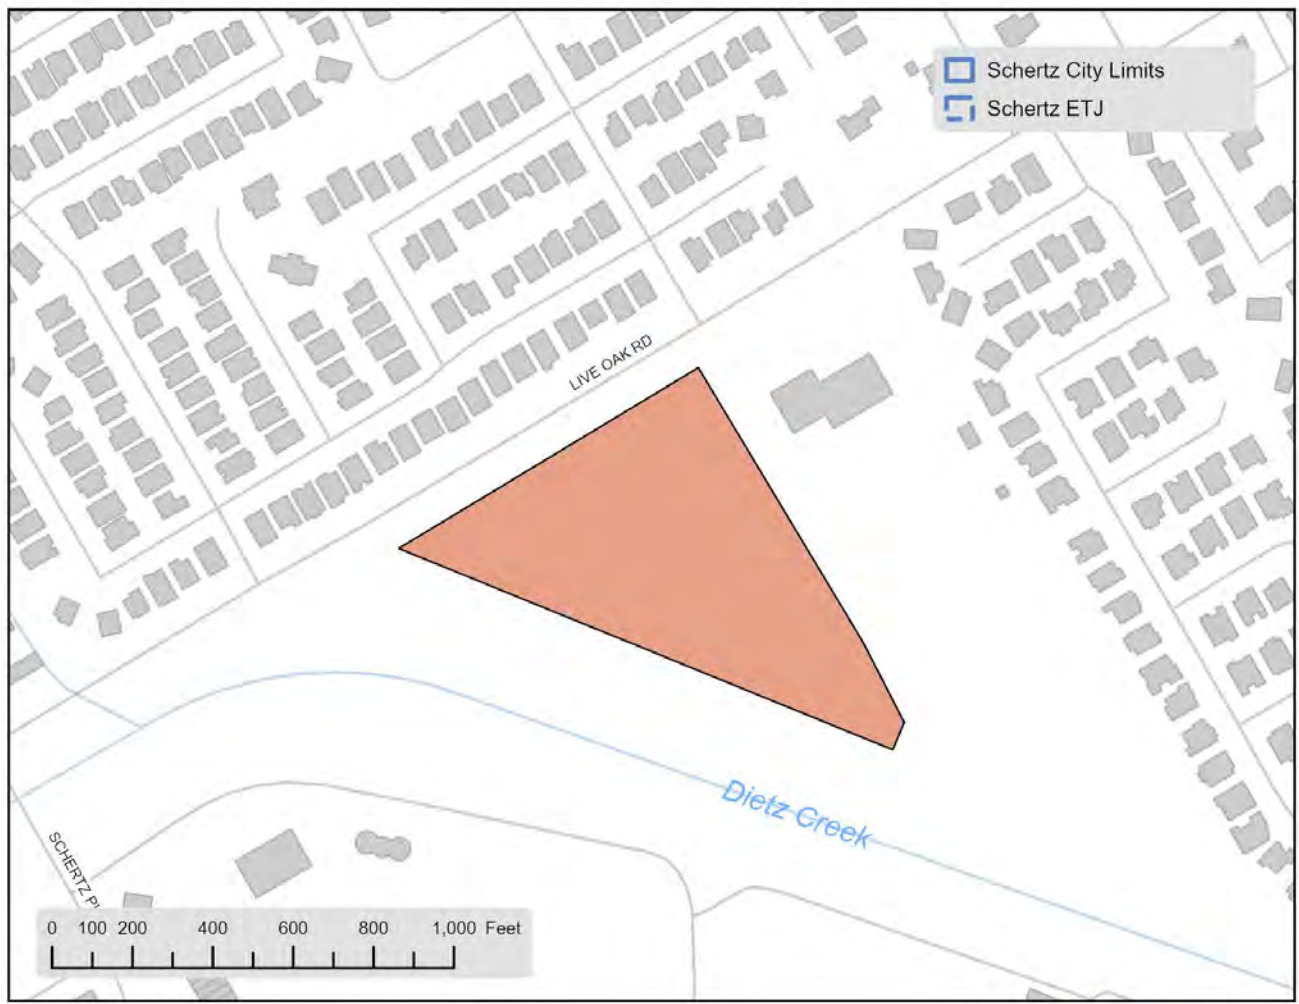 Schertz City Limits
Schertz ETJ
LIVE OAK RD
Dietz Creek
SCHERTZ
0 100 200 400 600 800 1,000 Feet